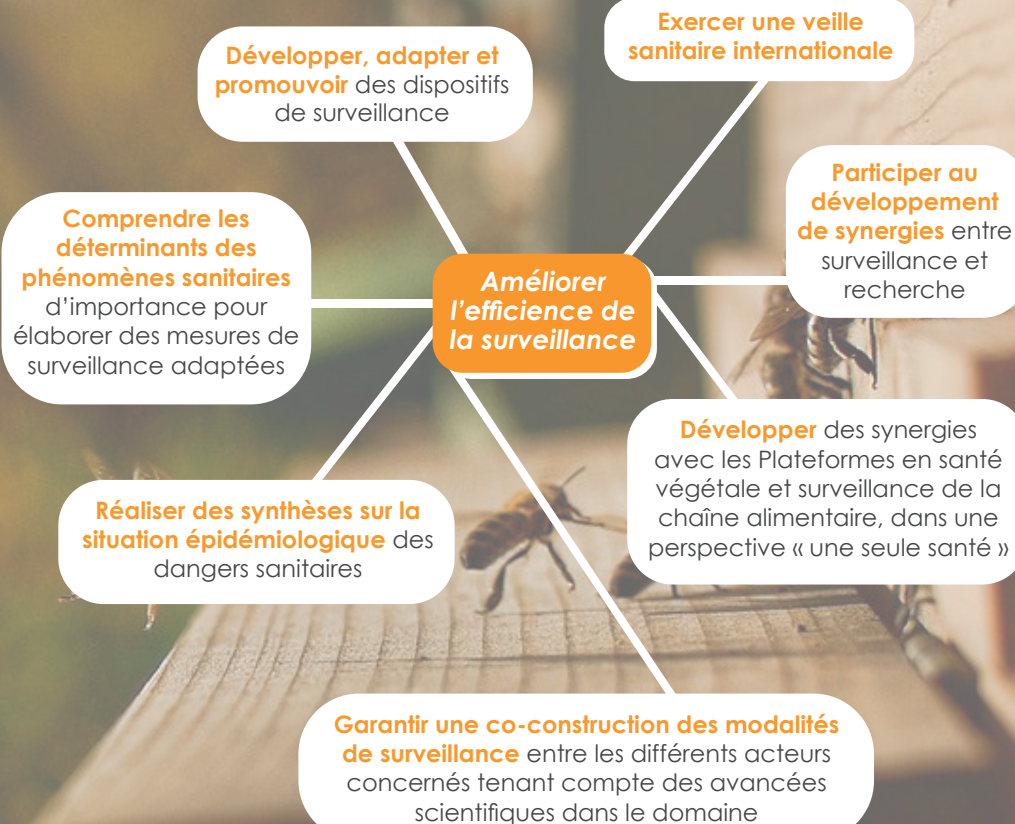 Exercer une veille
sanitaire internationale
Développer, adapter et
promouvoir des dispositifs
de surveillance
Participer au
développement
de synergies entre
surveillance et
recherche
Comprendre les
déterminants des
phénomènes sanitaires
d’importance pour
élaborer des mesures de
surveillance adaptées
Améliorer
l’efficience de
la surveillance
Développer des synergies
avec les Plateformes en santé
végétale et surveillance de la
chaîne alimentaire, dans une
perspective « une seule santé »
Réaliser des synthèses sur la
situation épidémiologique des
dangers sanitaires
Garantir une co-construction des modalités
de surveillance entre les différents acteurs
concernés tenant compte des avancées
scientifiques dans le domaine